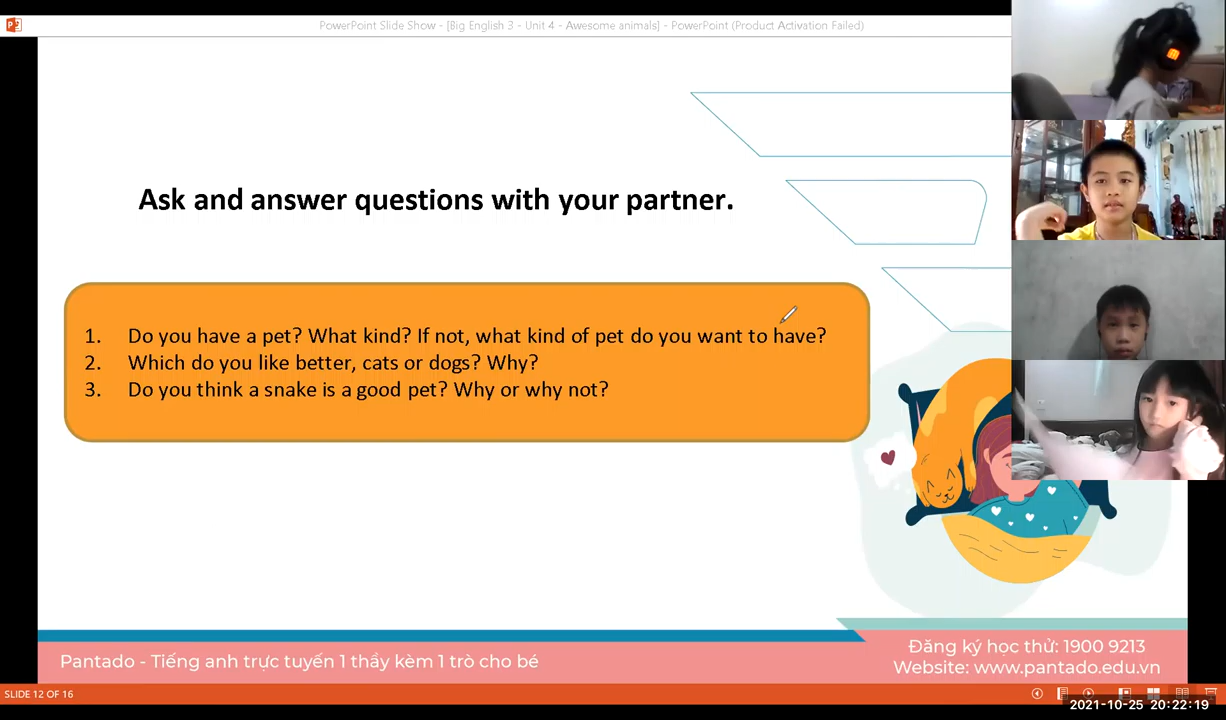 PowerPoint Slide Show - [Big English 3 - Unit 4 - Awesome animals] - PowerPoint (Product Activation Failed)
Ask and answer questions with your partner.
1. Do you have a pet? What kind? If not, what kind of pet do you want to have?
2. Which do you like better, cats or dogs? Why?
3. Do you think a snake is a good pet? Why or why not?
Pantado - Tiếng anh trực tuyến 1 thầy kèm 1 trò cho bé
Đăng ký học thử: 1900 9213
Website: www.pantado.edu.vn
SLIDE 12 OF 16
2021-10-25 20:22:19